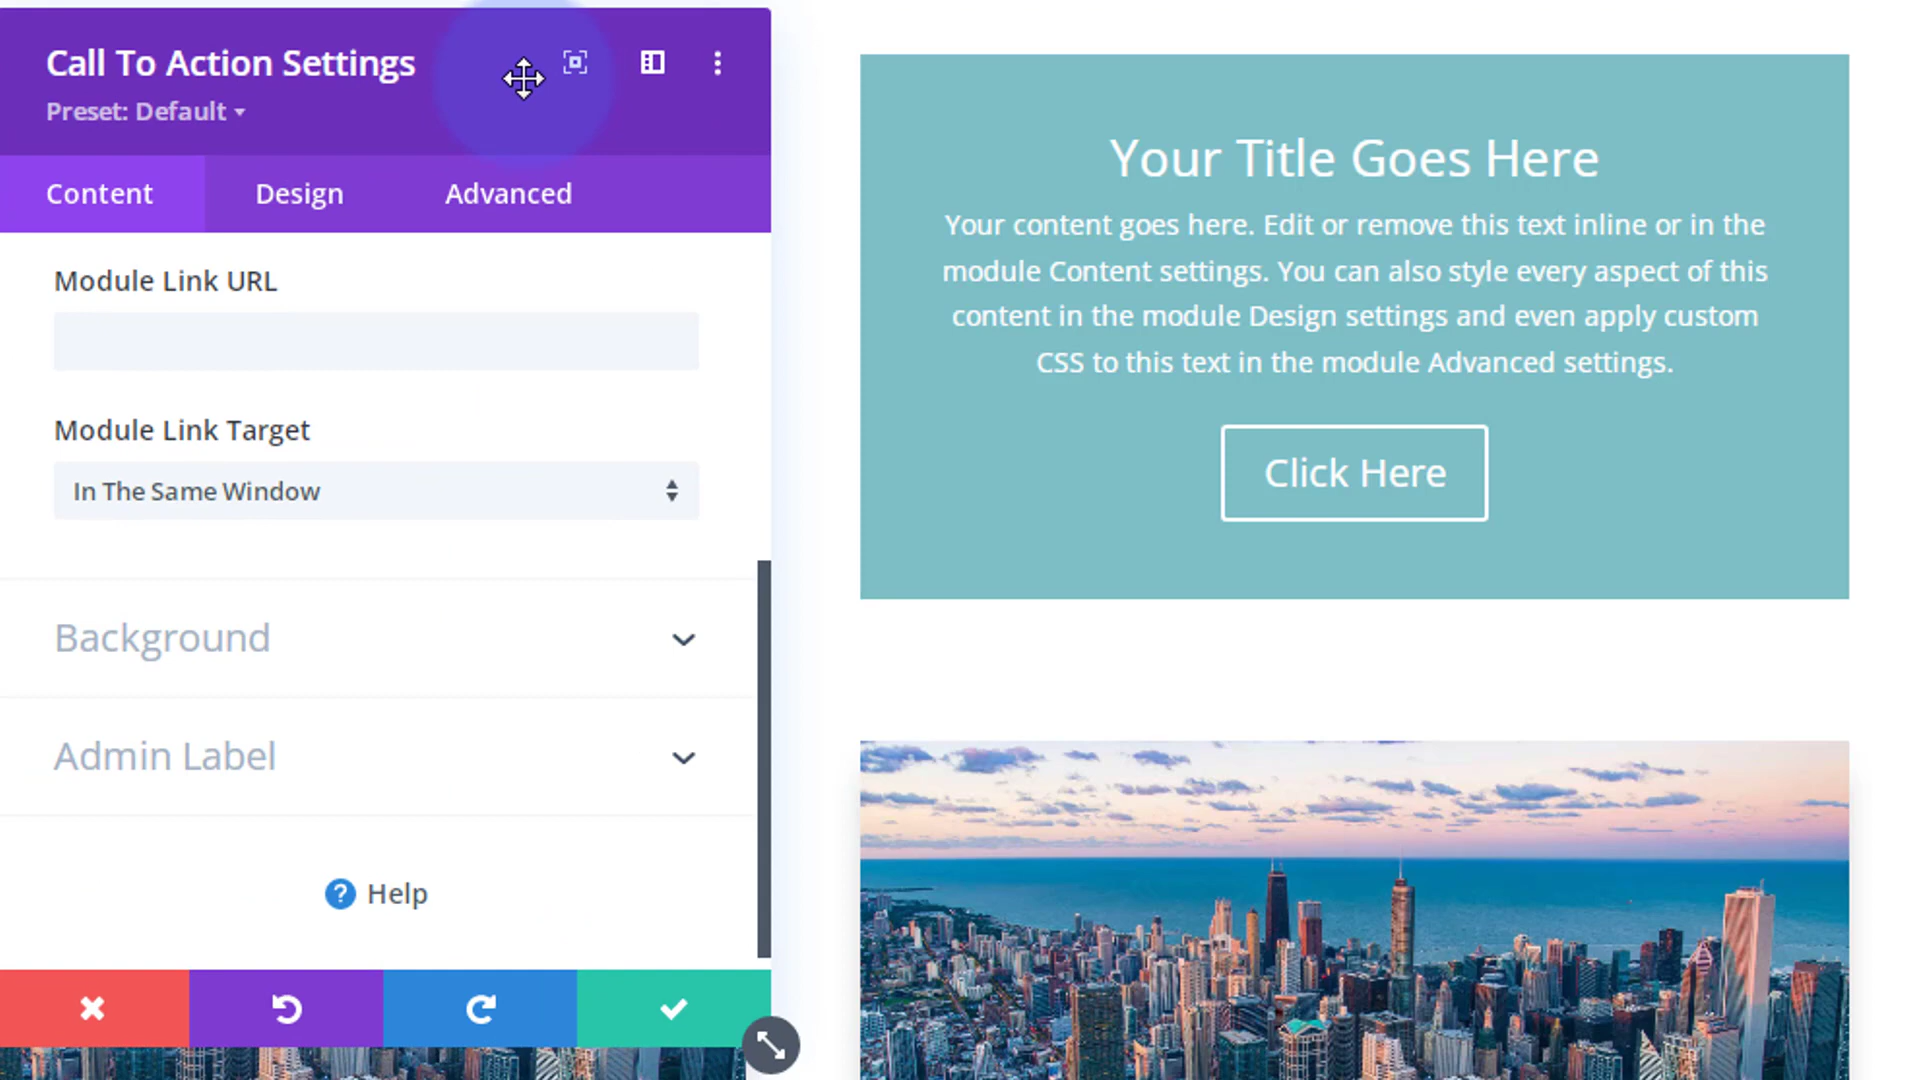 Call To Action Settings
Preset: Default
Content
Design
Advanced
Module Link URL
Module Link Target
In The Same Window
Background
Admin Label
? Help
Your Title Goes Here
Your content goes here. Edit or remove this text inline or in the
module Content settings. You can also style every aspect of this
content in the module Design settings and even apply custom
CSS to this text in the module Advanced settings.
Click Here